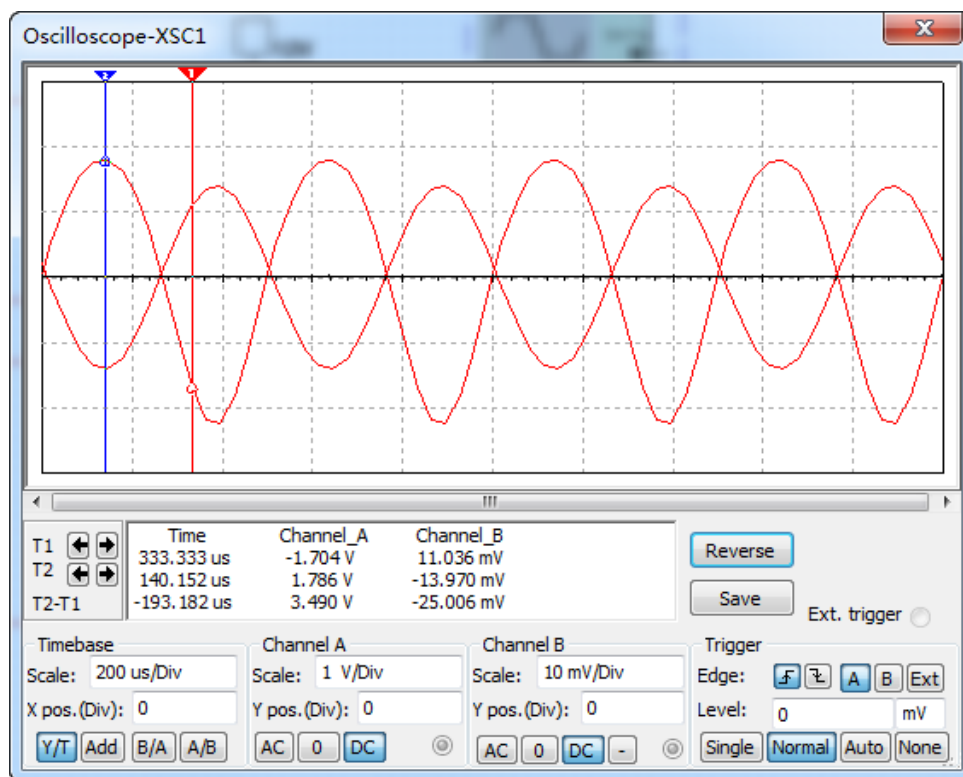 Oscilloscope-XSC1
2 1
Time Channel_A Channel_B
T1 333.333 us -1.704 V 11.036 mV
T2 140.152 us 1.786 V -13.970 mV
T2-T1 -193.182 us 3.490 V -25.006 mV
Reverse
Save
Ext. trigger
Timebase
Scale: 200 us/Div
X pos.(Div): 0
Y/T Add B/A A/B
Channel A
Scale: 1 V/Div
Y pos.(Div): 0
AC 0 DC
Channel B
Scale: 10 mV/Div
Y pos.(Div): 0
AC 0 DC -
Trigger
Edge: A B Ext
Level: 0 mV
Single Normal Auto None